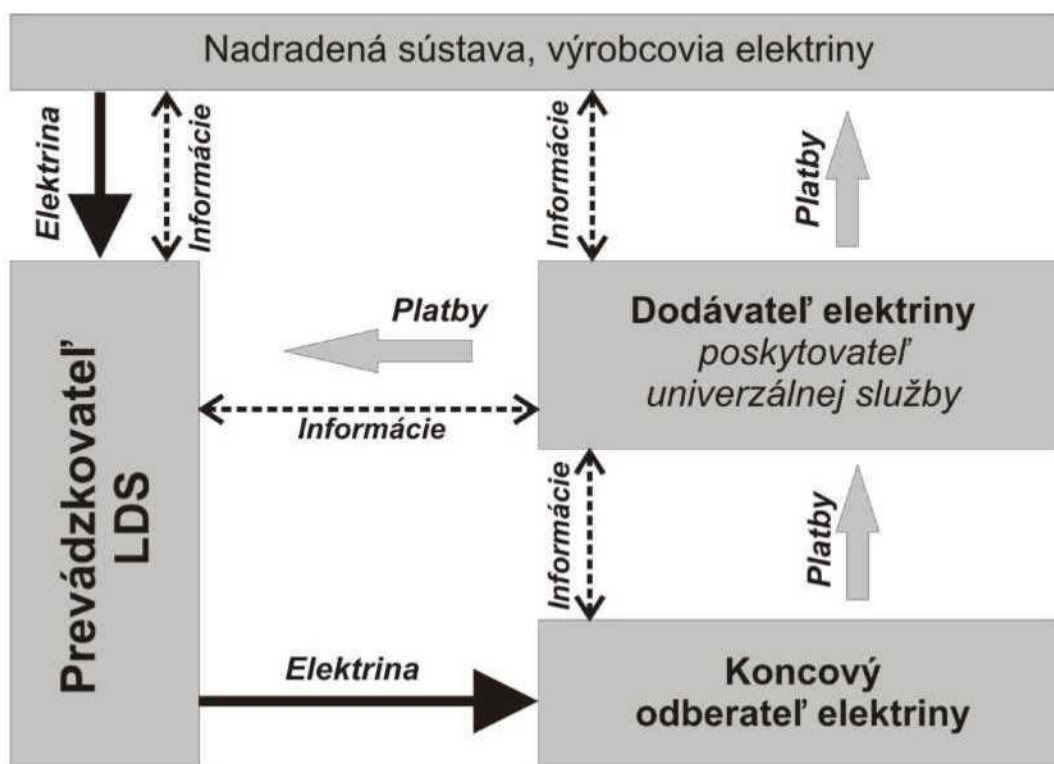 Nadradená sústava, výrobcovia elektriny
Elektrina
Informácie
Informácie
Platby
Prevádzkovateľ
LDS
Platby
Informácie
Dodávateľ elektriny
poskytovateľ
univerzálnej služby
Informácie
Platby
Elektrina
Koncový
odberateľ elektriny